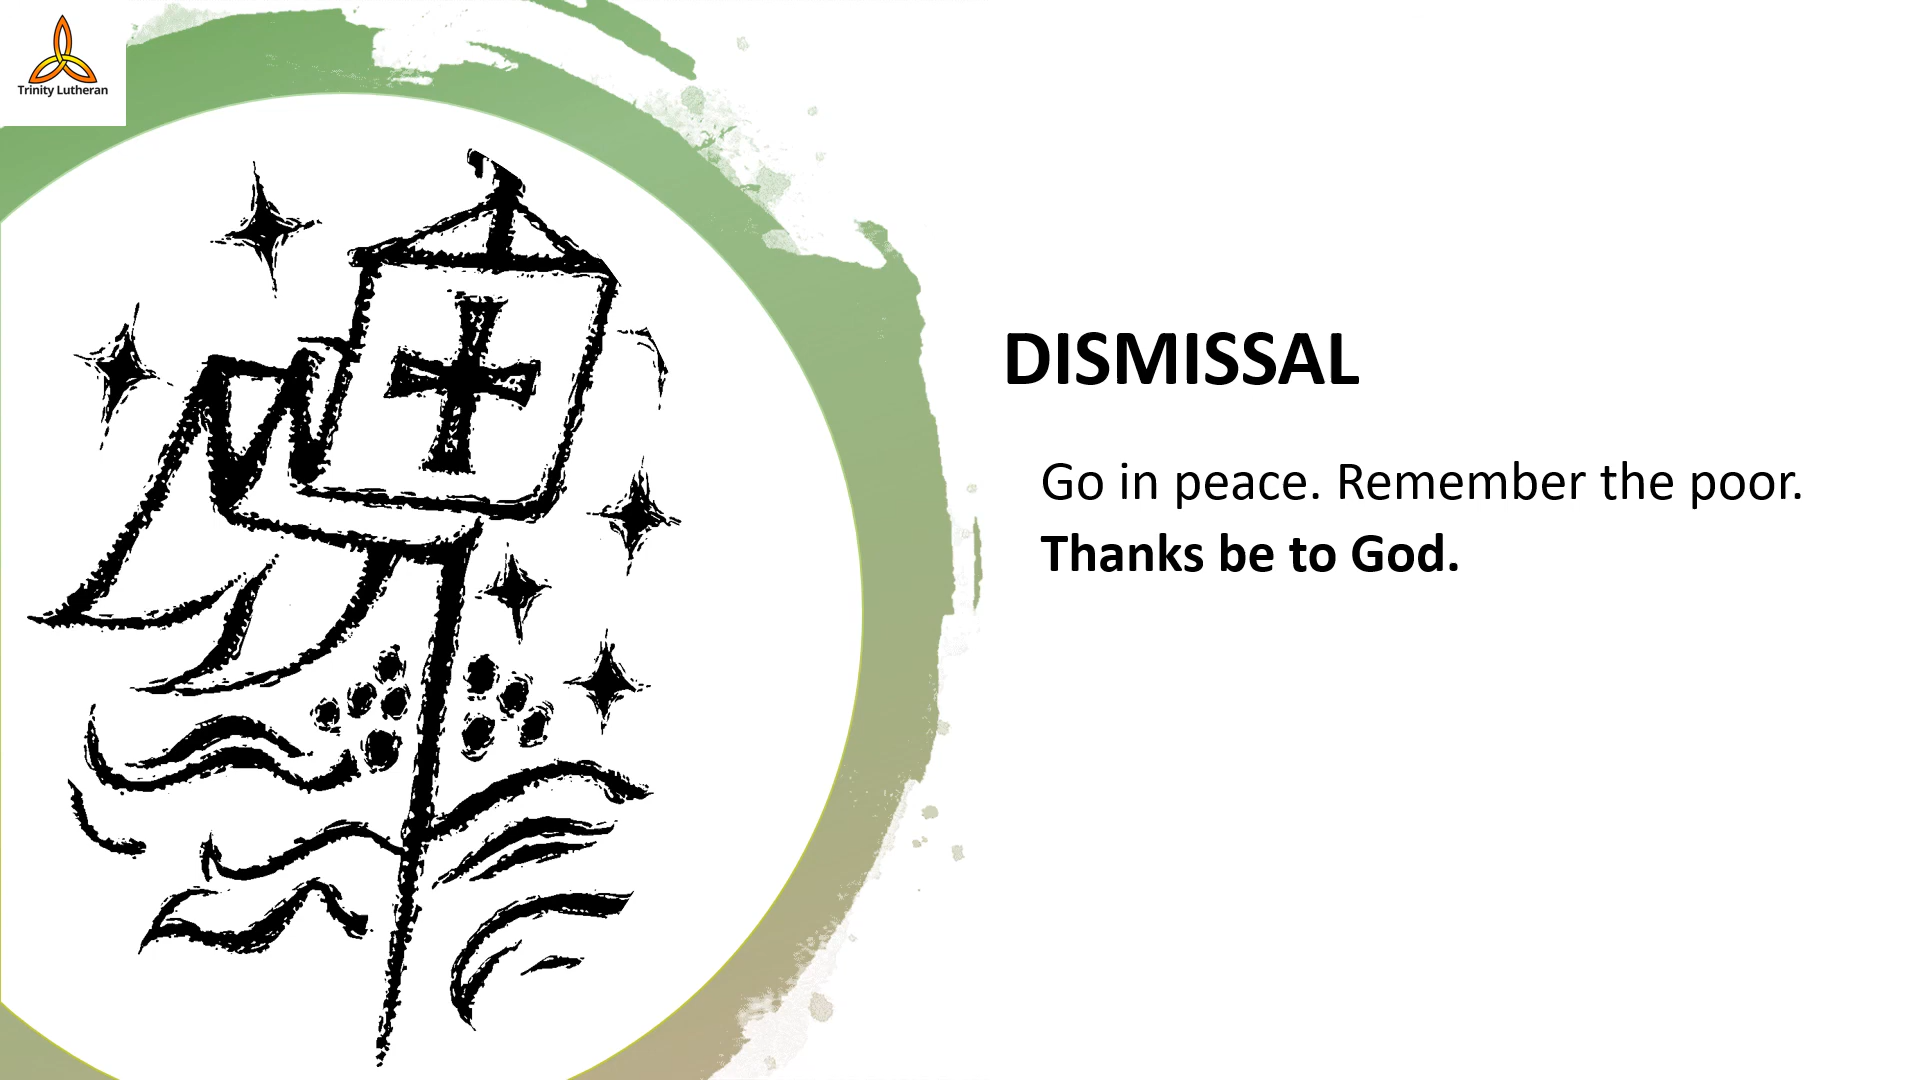 Trinity Lutheran
DISMISSAL
Go in peace. Remember the poor.
Thanks be to God.